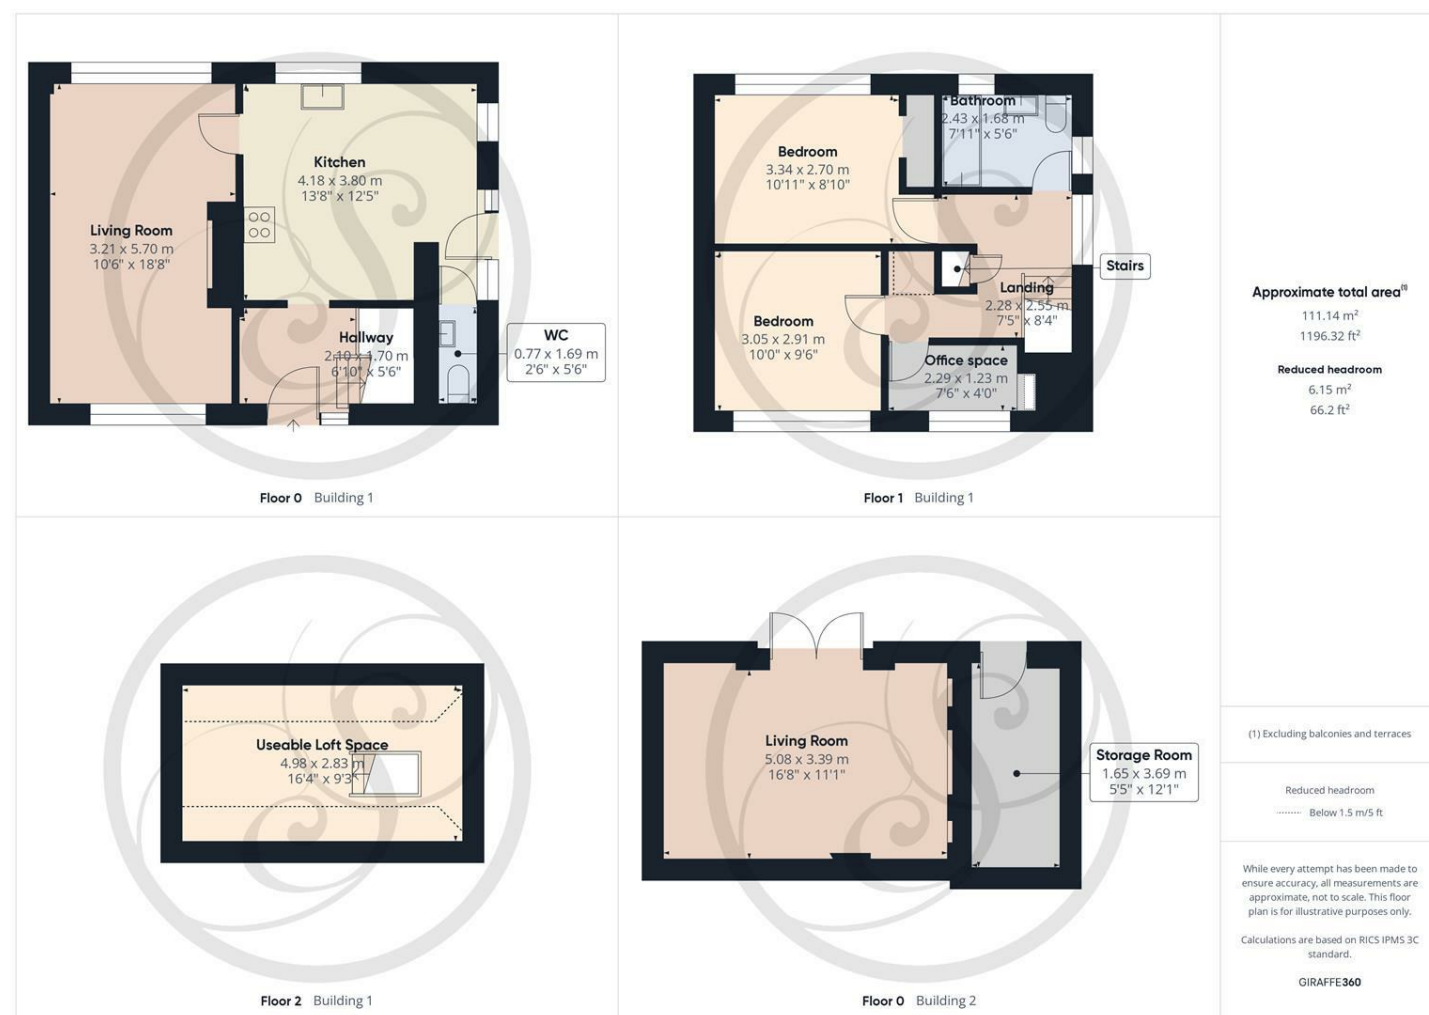 Living Room
3.21 x 5.70 m
10'6" x 18'8"
Kitchen
4.18 x 3.80 m
13'8" x 12'5"
Hallway
2.10 x 1.70 m
6'10" x 5'6"
WC
0.77 x 1.69 m
2'6" x 5'6"
Floor 0 Building 1
Bedroom
3.34 x 2.70 m
10'11" x 8'10"
Bathroom
2.43 x 1.68 m
7'11" x 5'6"
Stairs
Landing
2.28 x 2.55 m
7'5" x 8'4"
Bedroom
3.05 x 2.91 m
10'0" x 9'6"
Office space
2.29 x 1.23 m
7'6" x 4'0"
Floor 1 Building 1
Useable Loft Space
4.98 x 2.83 m
16'4" x 9'3"
Floor 2 Building 1
Living Room
5.08 x 3.39 m
16'8" x 11'1"
Storage Room
1.65 x 3.69 m
5'5" x 12'1"
Floor 0 Building 2
Approximate total area(1)
111.14 m²
1196.32 ft²
Reduced headroom
6.15 m²
66.2 ft²
(1) Excluding balconies and terraces
Reduced headroom
Below 1.5 m/5 ft
While every attempt has been made to
ensure accuracy, all measurements are
approximate, not to scale. This floor
plan is for illustrative purposes only.
Calculations are based on RICS IPMS 3C
standard.
GIRAFFE360